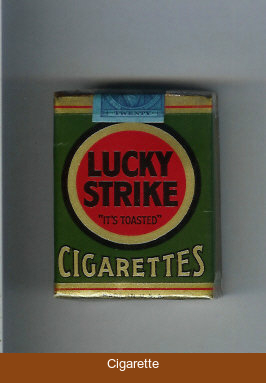 TWENTY
LUCKY
STRIKE
"IT'S TOASTED"
CIGARETTES
Cigarette